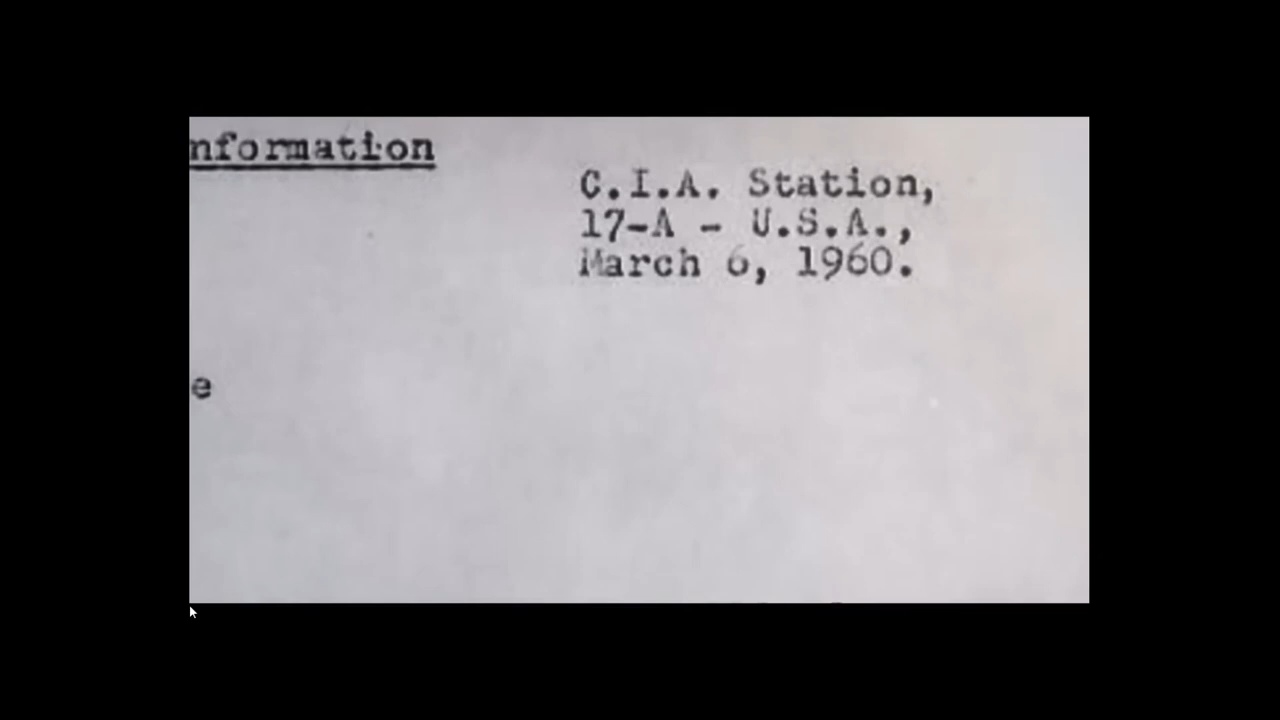 nformation
C.I.A. Station,
17-A - U.S.A.,
March 6, 1960.
e